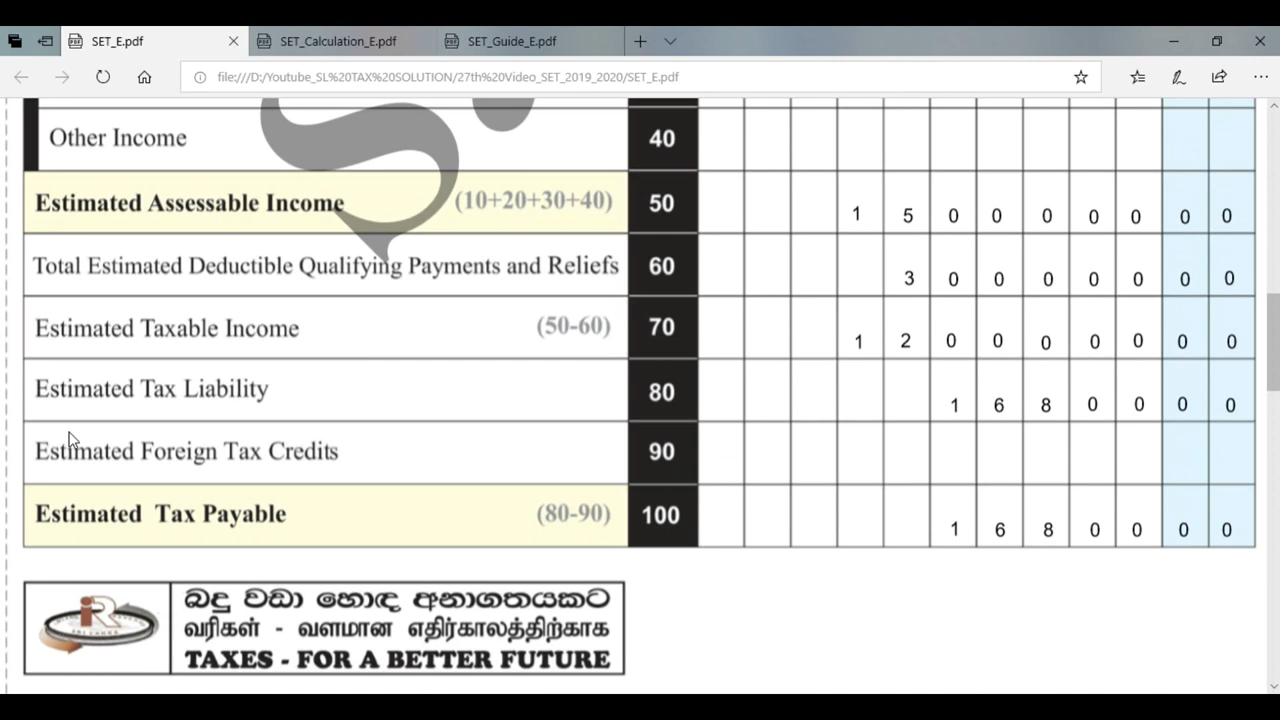 SET_E.pdf
SET_Calculation_E.pdf
SET_Guide_E.pdf
file:///D:/Youtube_SL%20TAX%20SOLUTION/27th%20Video_SET_2019_2020/SET_E.pdf
Other Income 40
Estimated Assessable Income (10+20+30+40) 50 1 5 0 0 0 0 0 0 0
Total Estimated Deductible Qualifying Payments and Reliefs 60 3 0 0 0 0 0 0 0
Estimated Taxable Income (50-60) 70 1 2 0 0 0 0 0 0 0
Estimated Tax Liability 80 1 6 8 0 0 0 0
Estimated Foreign Tax Credits 90
Estimated Tax Payable (80-90) 100 1 6 8 0 0 0 0
බදු වඩා හොඳ අනාගතයකට
வரிகள் - வளமான எதிர்காலத்திற்காக
TAXES - FOR A BETTER FUTURE